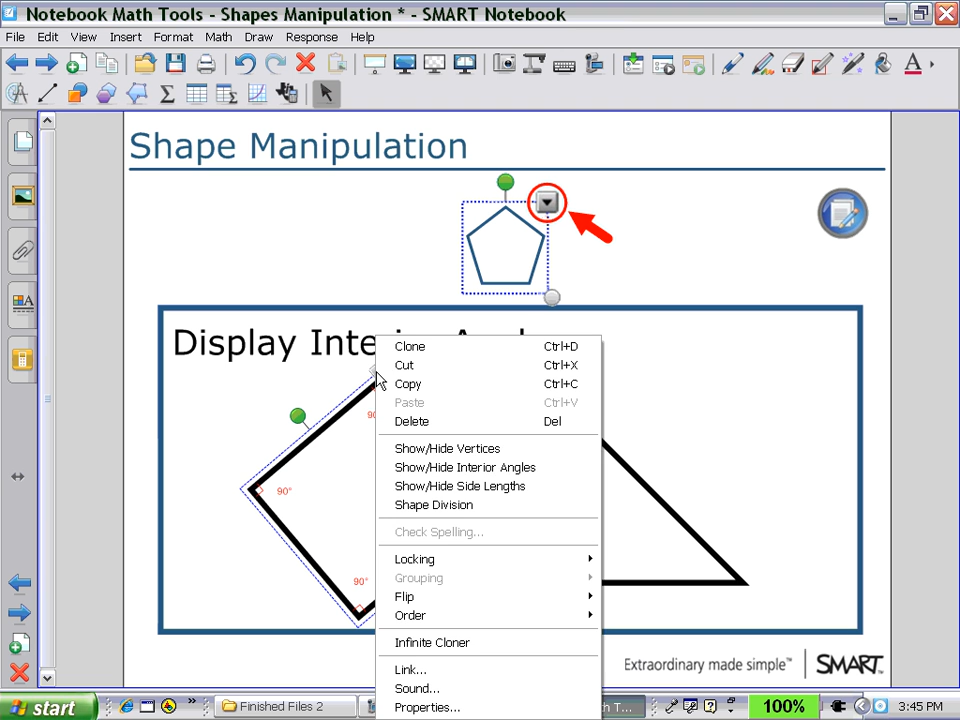 Notebook Math Tools - Shapes Manipulation * - SMART Notebook
File Edit View Insert Format Math Draw Response Help
Shape Manipulation
Clone Ctrl+D
Cut Ctrl+X
Copy Ctrl+C
Paste Ctrl+V
Delete Del
Show/Hide Vertices
Show/Hide Interior Angles
Show/Hide Side Lengths
Shape Division
Check Spelling...
Locking
Grouping
Flip
Order
Infinite Cloner
Link...
Sound...
Properties...
Display
90°
90°
Extraordinary made simple™ SMART
start
Finished Files 2
100%
3:45 PM